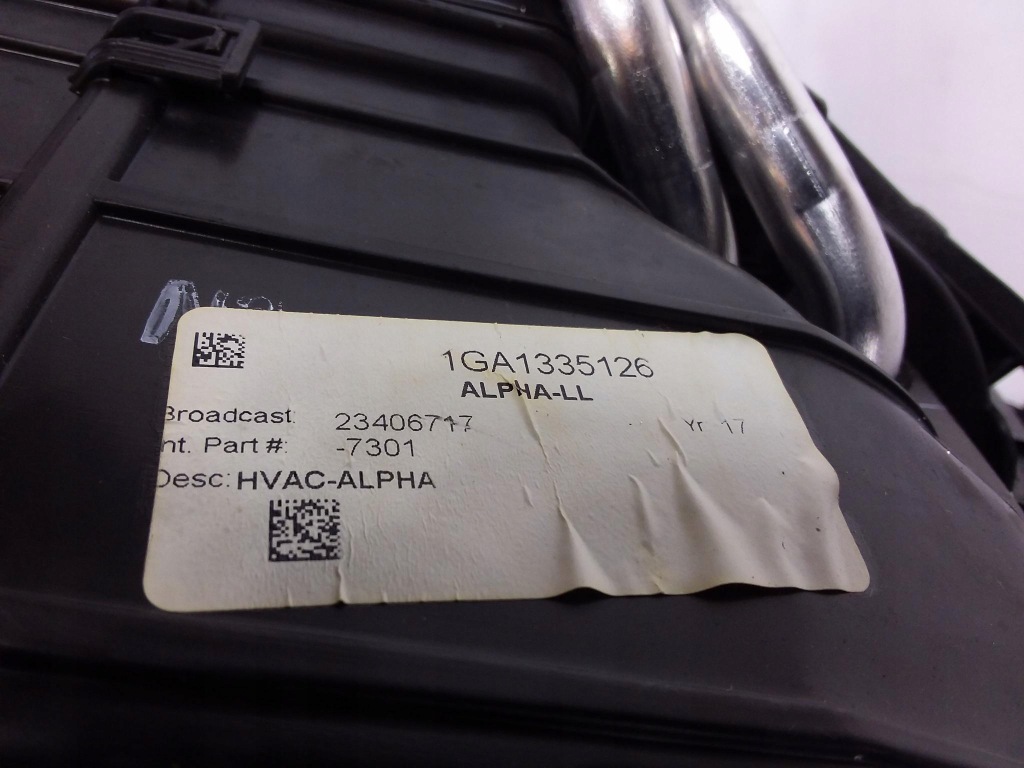 1GA1335126
ALPHA-LL
Broadcast: 23406717 Yr 17
nt. Part #: -7301
Desc: HVAC-ALPHA